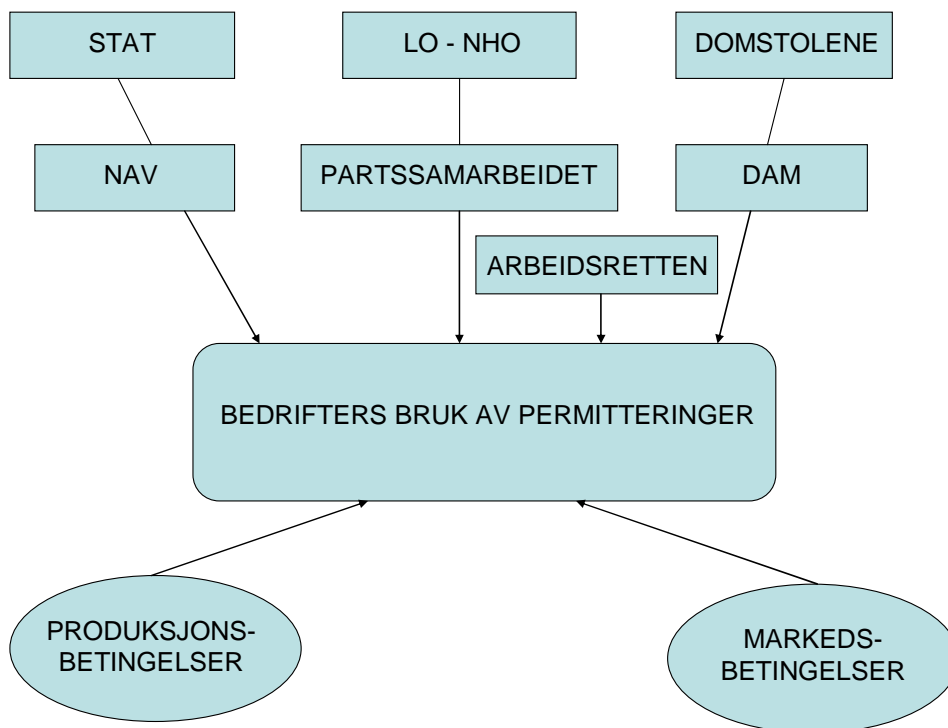 STAT
LO - NHO
DOMSTOLENE
NAV
PARTSSAMARBEIDET
DAM
ARBEIDSRETTEN
BEDRIFTERS BRUK AV PERMITTERINGER
PRODUKSJONS-
BETINGELSER
MARKEDS-
BETINGELSER